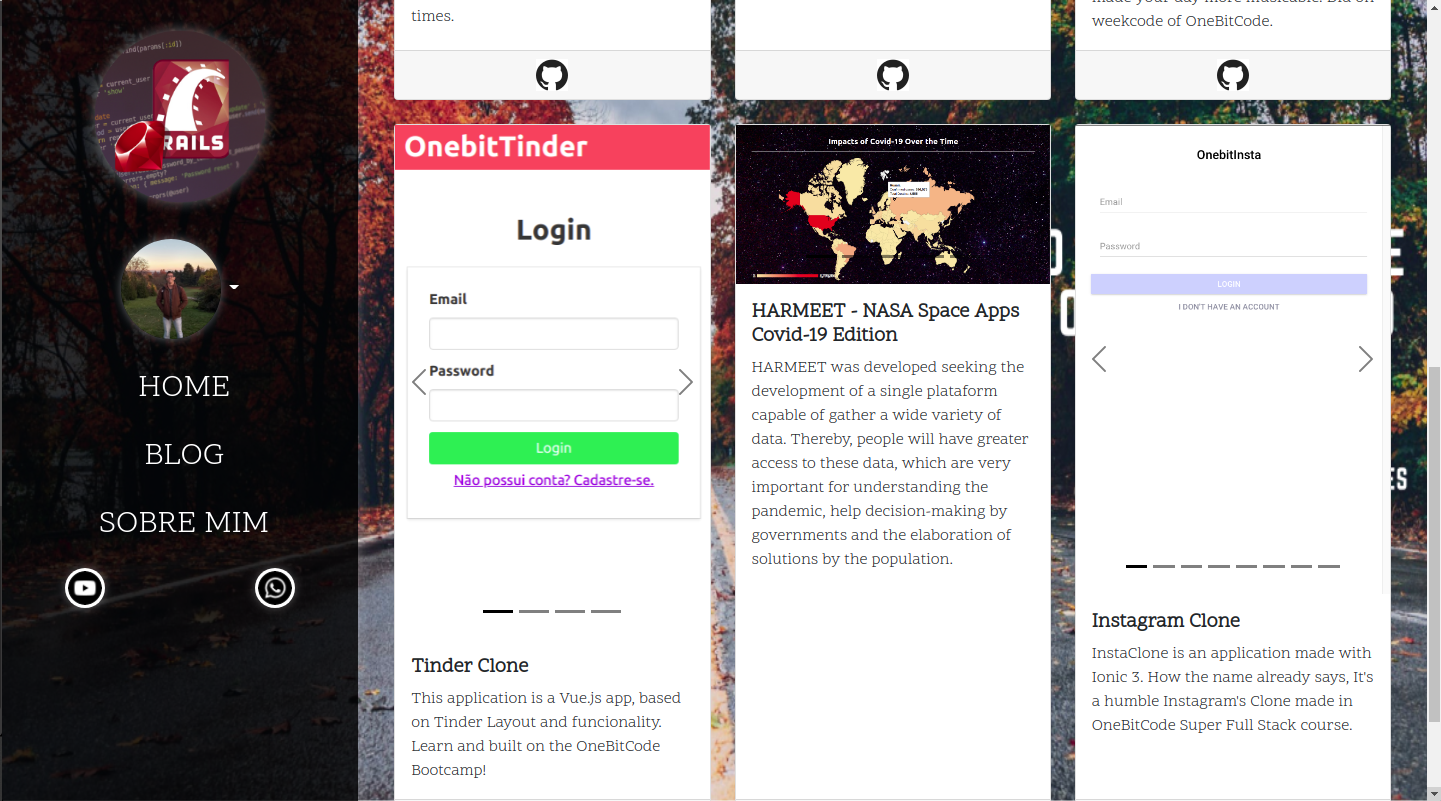 ind(params[:id])
= current_user
'show'
RAILS
HOME
BLOG
SOBRE MIM
times.
made your day more musicable. Did on
weekcode of OneBitCode.
OnebitTinder
Login
Email
Password
Login
Não possui conta? Cadastre-se.
Tinder Clone
This application is a Vue.js app, based
on Tinder Layout and funcionality.
Learn and built on the OneBitCode
Bootcamp!
Impacts of Covid-19 Over the Time
HARMEET - NASA Space Apps
Covid-19 Edition
HARMEET was developed seeking the
development of a single plataform
capable of gather a wide variety of
data. Thereby, people will have greater
access to these data, which are very
important for understanding the
pandemic, help decision-making by
governments and the elaboration of
solutions by the population.
OnebitInsta
Email
Password
LOGIN
I DON'T HAVE AN ACCOUNT
Instagram Clone
InstaClone is an application made with
Ionic 3. How the name already says, It's
a humble Instagram's Clone made in
OneBitCode Super Full Stack course.